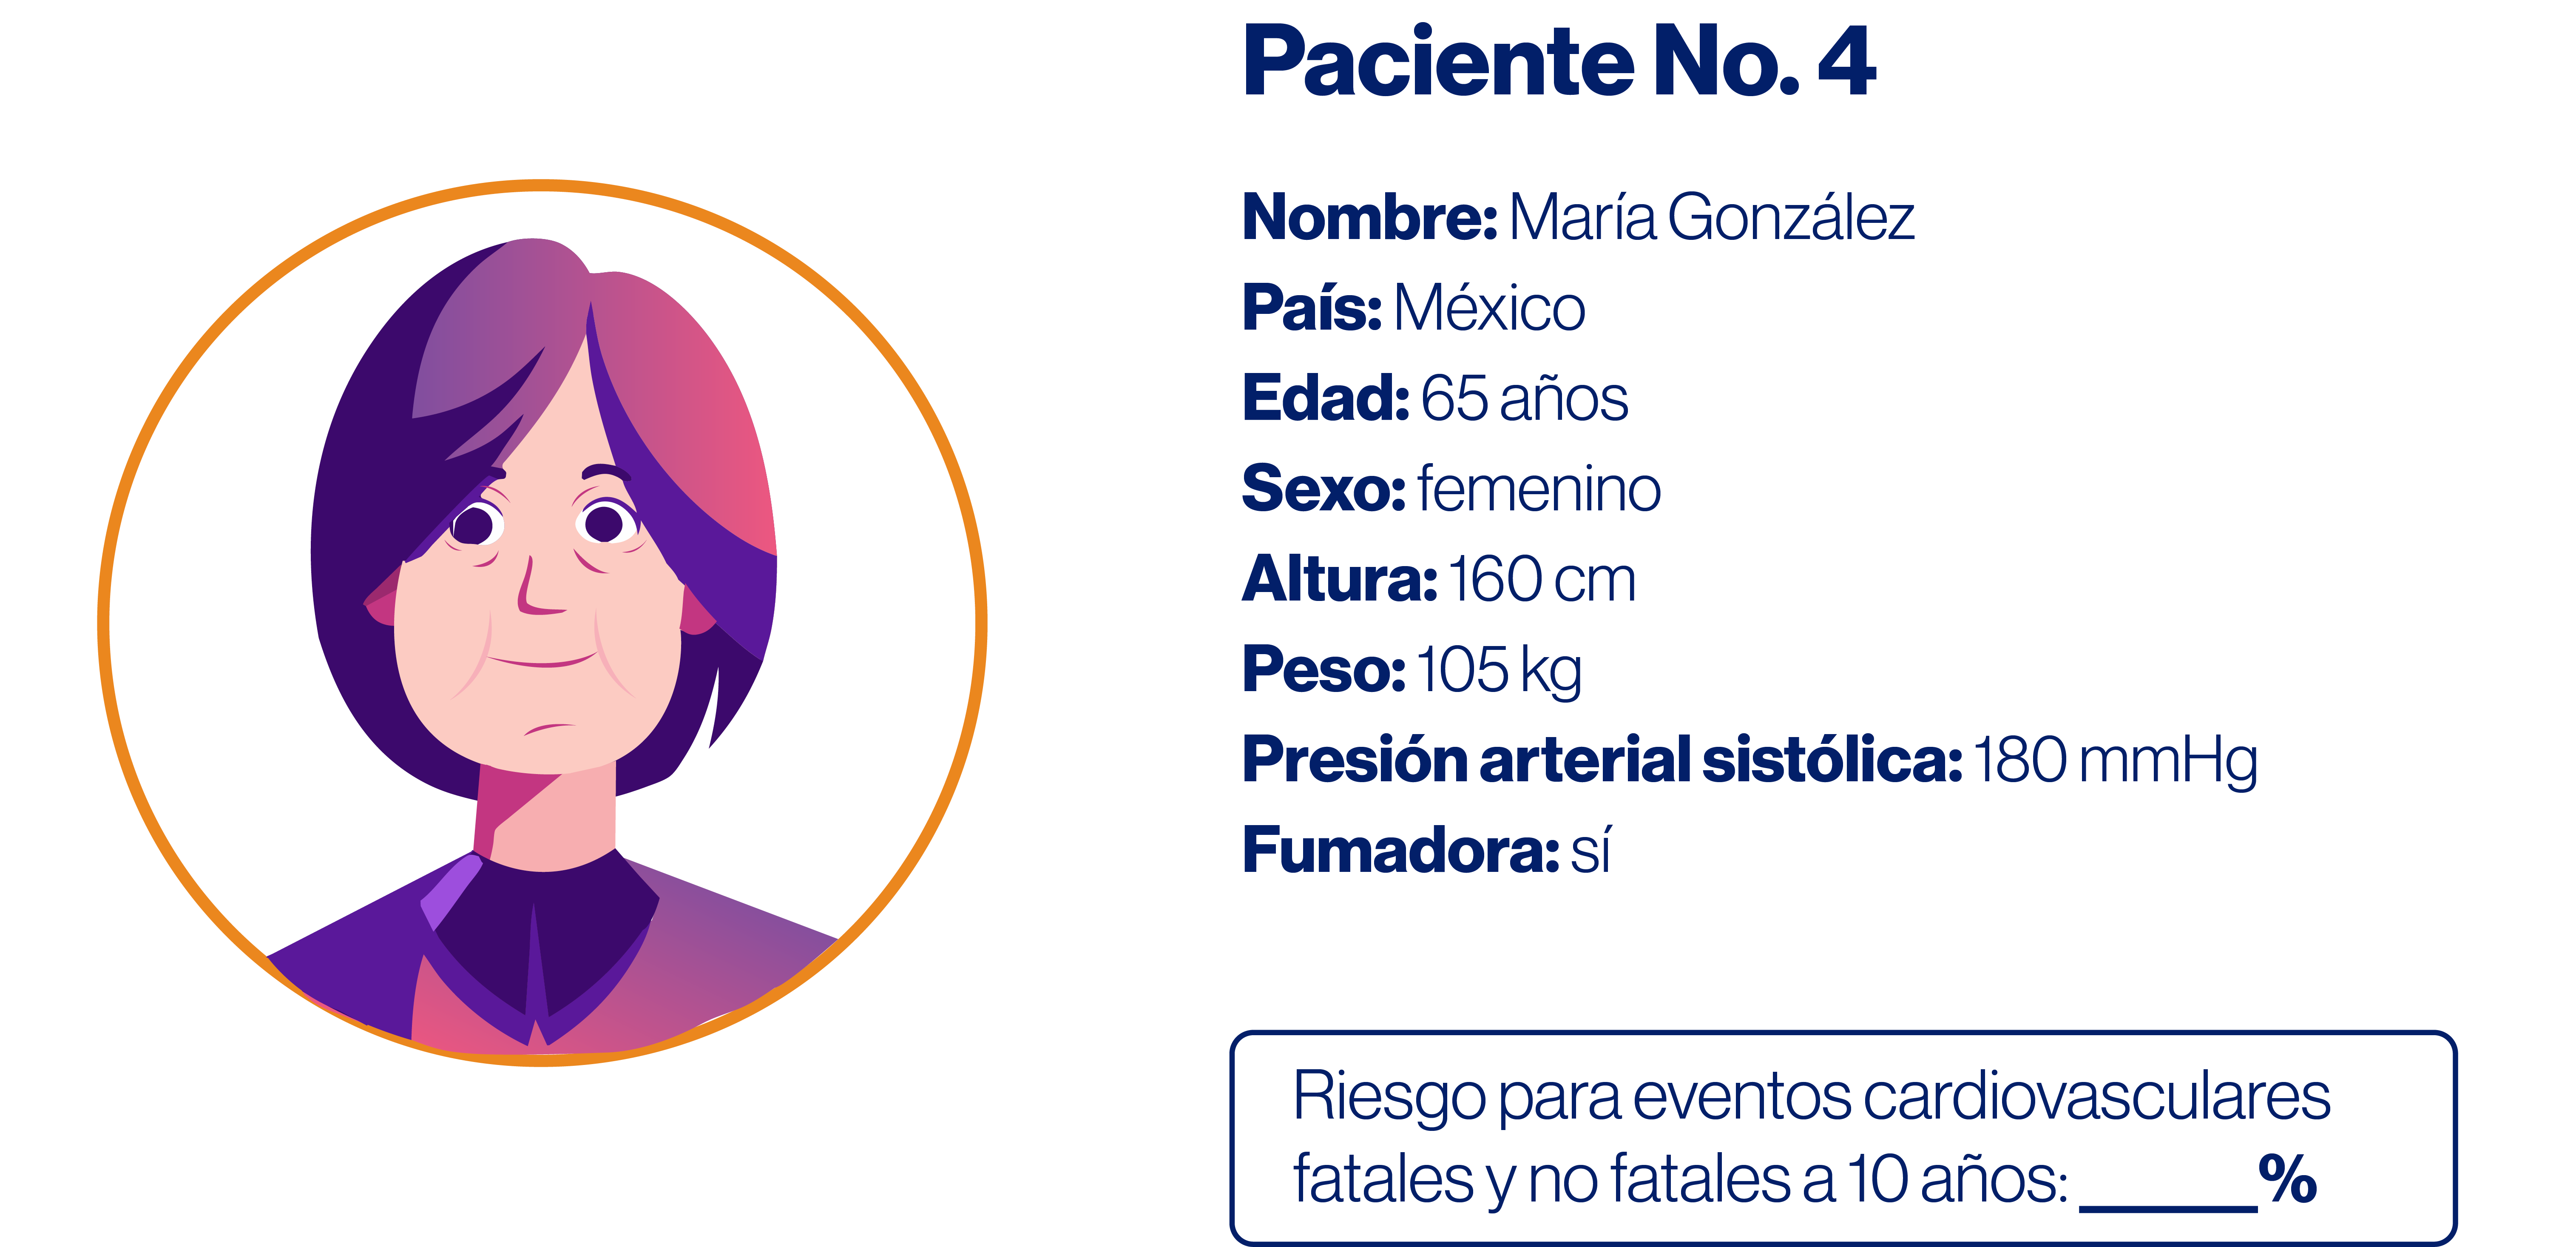 Paciente No. 4
Nombre: María González
País: México
Edad: 65 años
Sexo: femenino
Altura: 160 cm
Peso: 105 kg
Presión arterial sistólica: 180 mmHg
Fumadora: sí
Riesgo para eventos cardiovasculares
fatales y no fatales a 10 años: _____%